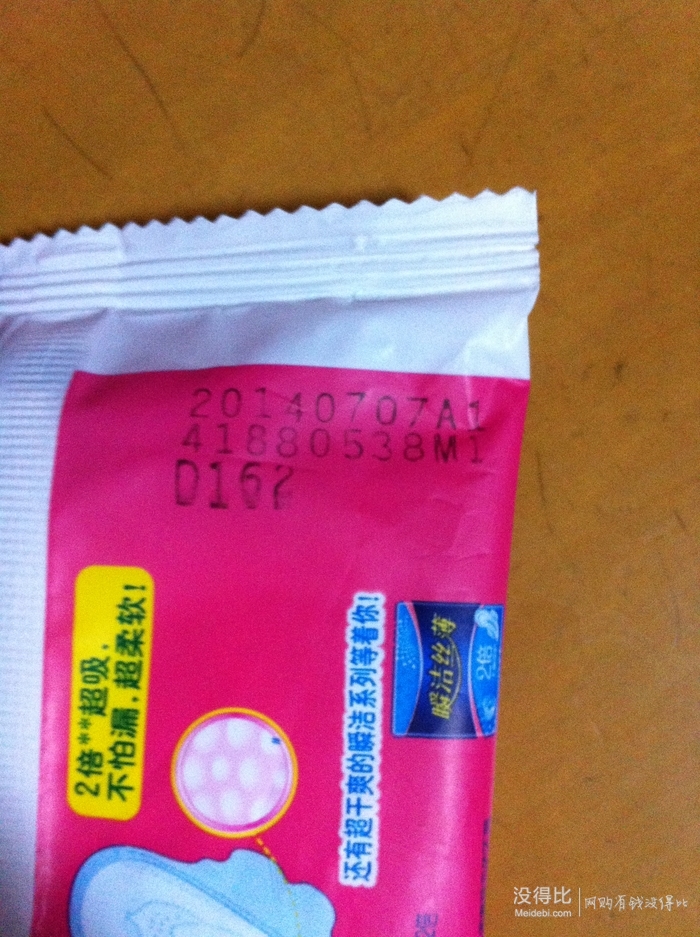 20140707A1
41880538M1
D162
2倍**超吸，
不怕漏，超柔软！
还有超干爽的瞬洁系列等着你！
瞬洁丝薄
2倍
没得比
Meidebi.com
网购有钱没得比